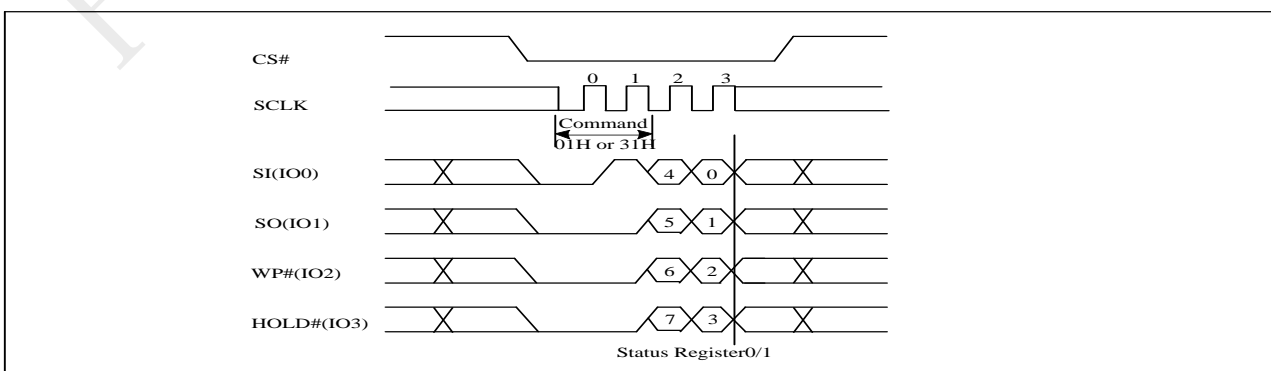 CS#
0 1 2 3
SCLK
Command
01H or 31H
SI(IO0)
4 0
SO(IO1)
5 1
WP#(IO2)
6 2
HOLD#(IO3)
7 3
Status Register0/1